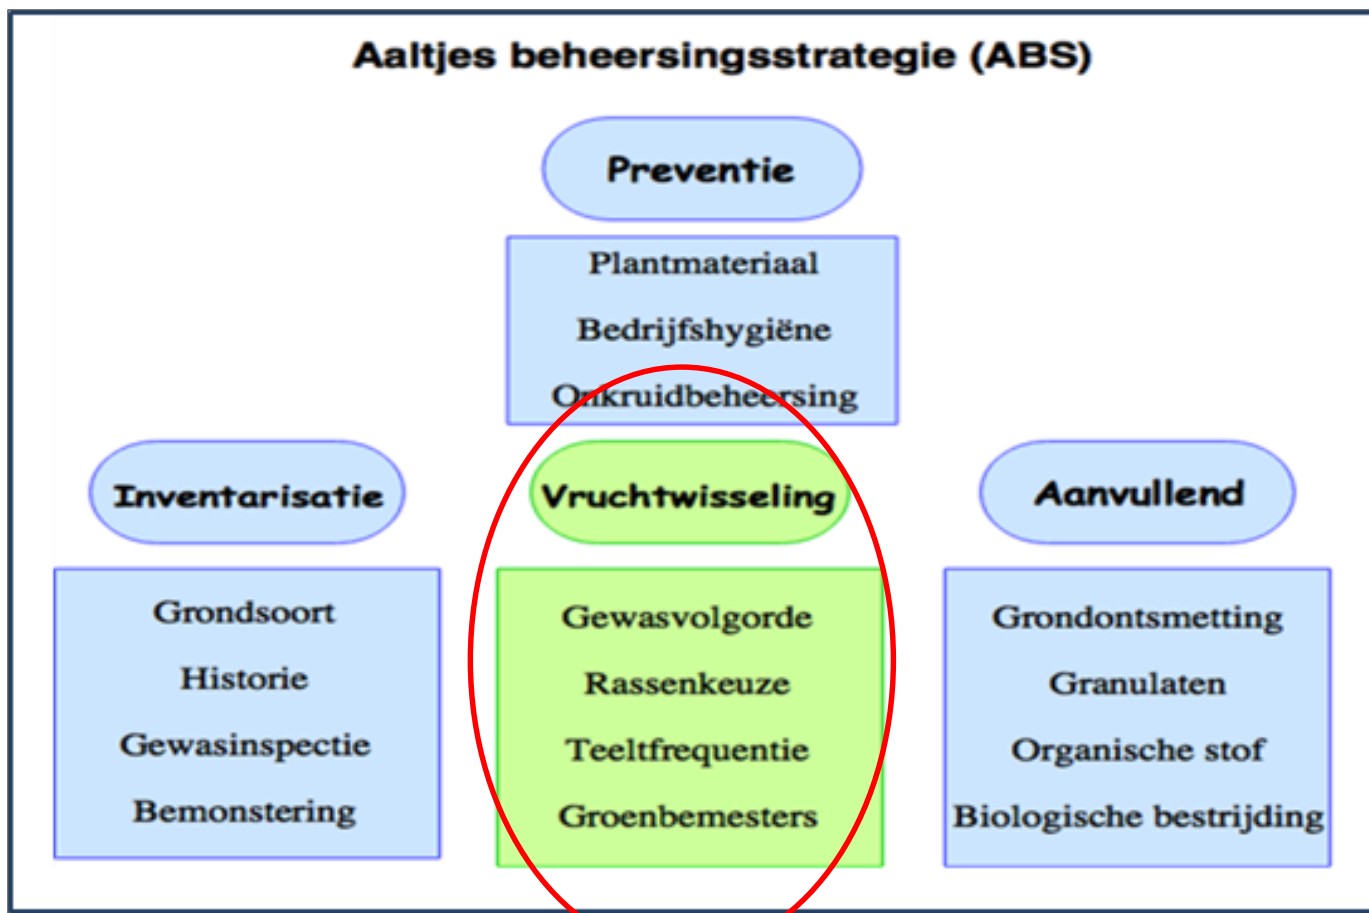 Aaltjes beheersingsstrategie (ABS)
Preventie
Plantmateriaal
Bedrijfshygiëne
Onkruidbeheersing
Inventarisatie
Grondsoort
Historie
Gewasinspectie
Bemonstering
Vruchtwisseling
Gewasvolgorde
Rassenkeuze
Teeltfrequentie
Groenbemesters
Aanvullend
Grondontsmetting
Granulaten
Organische stof
Biologische bestrijding